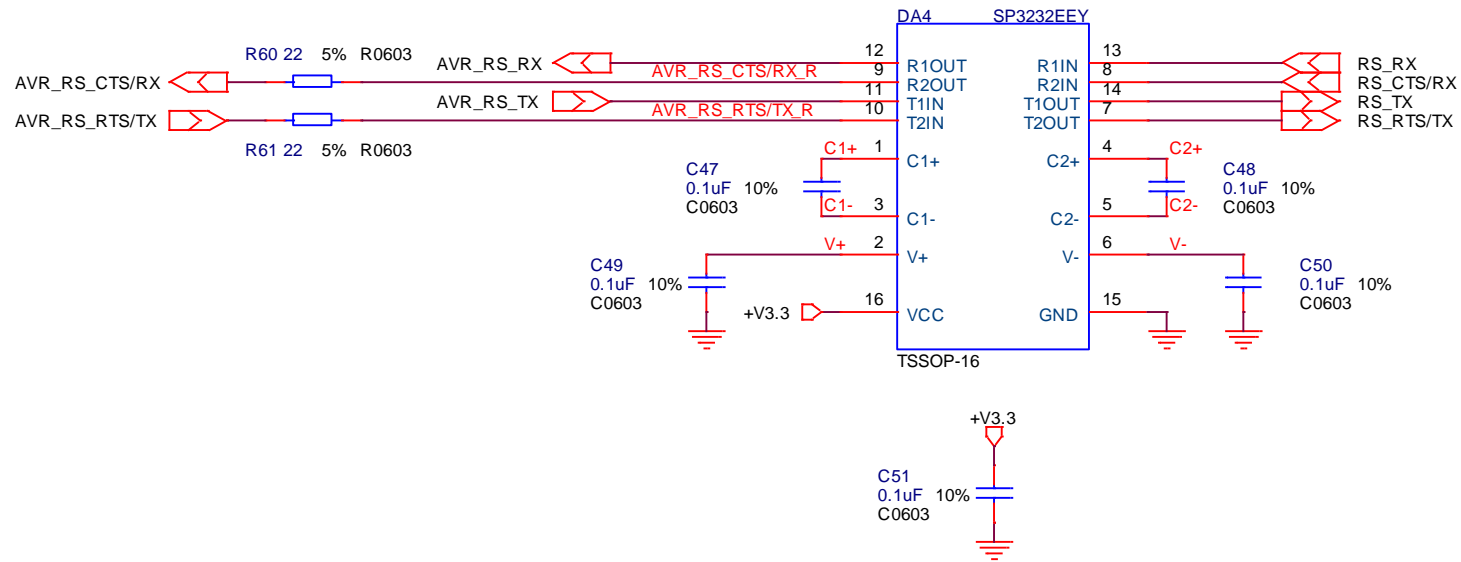 DA4 SP3232EEY
R60 22 5% R0603
12 13
AVR_RS_RX R1OUT R1IN RS_RX
AVR_RS_CTS/RX AVR_RS_CTS/RX_R 9 R2OUT R2IN 8 RS_CTS/RX
AVR_RS_TX 11 T1IN T1OUT 14 RS_TX
AVR_RS_RTS/TX AVR_RS_RTS/TX_R 10 T2IN T2OUT 7 RS_RTS/TX
R61 22 5% R0603
C1+ 1 C1+ C2+ 4 C2+
C47
0.1uF 10%
C0603
C48
0.1uF 10%
C0603
C1- 3 C1- C2- 5 C2-
V+ 2 V+ V- 6 V-
C49
0.1uF 10%
C0603
C50
0.1uF 10%
C0603
+V3.3 16 VCC GND 15
TSSOP-16
+V3.3
C51
0.1uF 10%
C0603